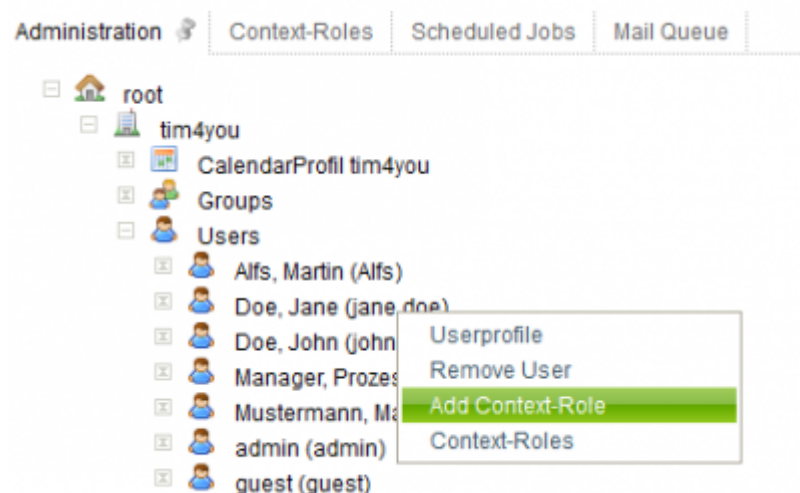 Administration Context-Roles Scheduled Jobs Mail Queue
root
tim4you
CalendarProfil tim4you
Groups
Users
Alfs, Martin (Alfs)
Doe, Jane (jane.doe)
Doe, John (john
Manager, Prozes
Mustermann, Ma
admin (admin)
guest (guest)
Userprofile
Remove User
Add Context-Role
Context-Roles